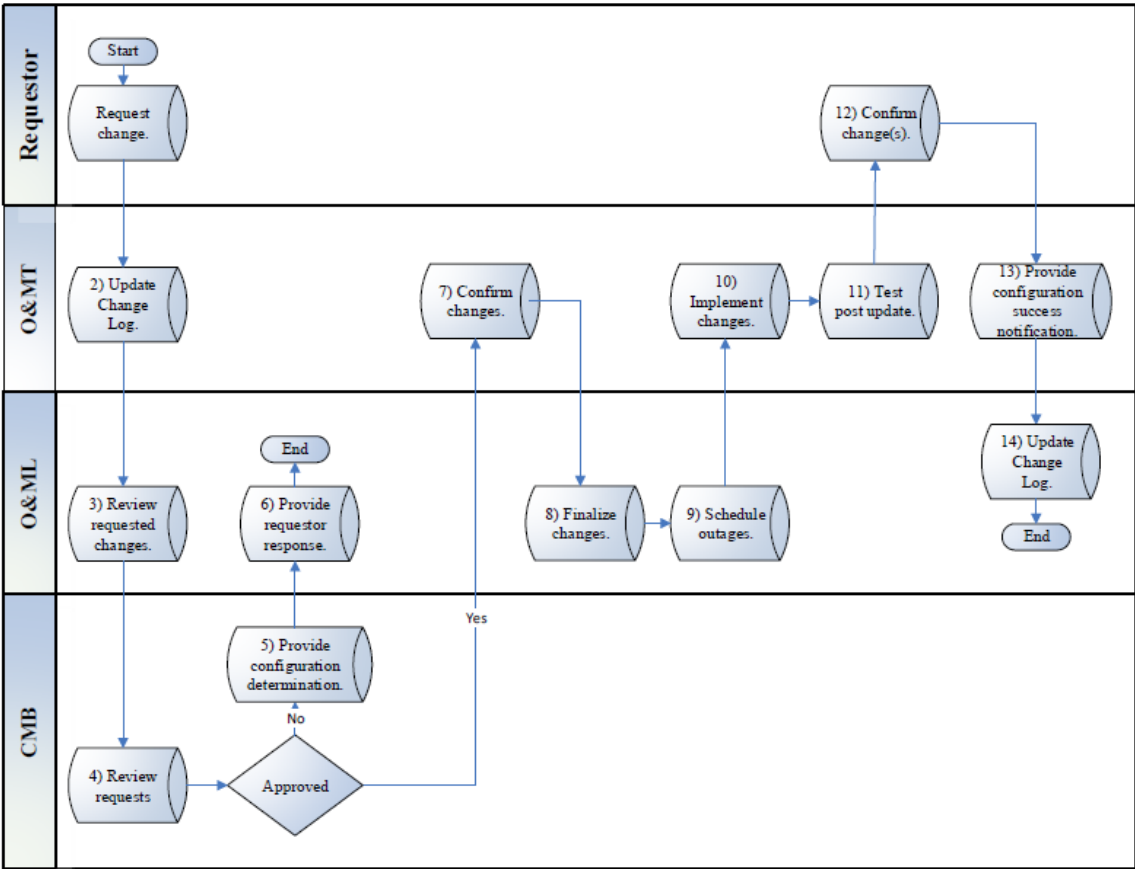 Requestor
Start
Request
change.
12) Confirm
change(s).
O&MT
2) Update
Change
Log.
7) Confirm
changes.
10)
Implement
changes.
11) Test
post update.
13) Provide
configuration
success
notification.
O&ML
3) Review
requested
changes.
End
6) Provide
requestor
response.
8) Finalize
changes.
9) Schedule
outages.
14) Update
Change
Log.
End
CMB
4) Review
requests
5) Provide
configuration
determination.
No
Approved
Yes